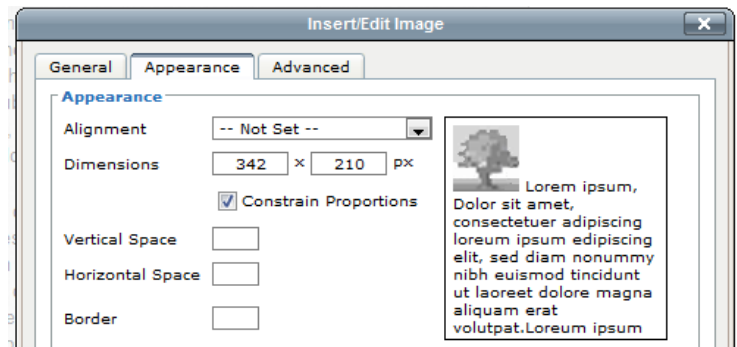 Insert/Edit Image
General Appearance Advanced
Appearance
Alignment -- Not Set --
Dimensions 342 × 210 px
Constrain Proportions
Vertical Space
Horizontal Space
Border
Lorem ipsum,
Dolor sit amet,
consectetuer adipiscing
loreum ipsum edipiscing
elit, sed diam nonummy
nibh euismod tincidunt
ut laoreet dolore magna
aliquam erat
volutpat.Loreum ipsum